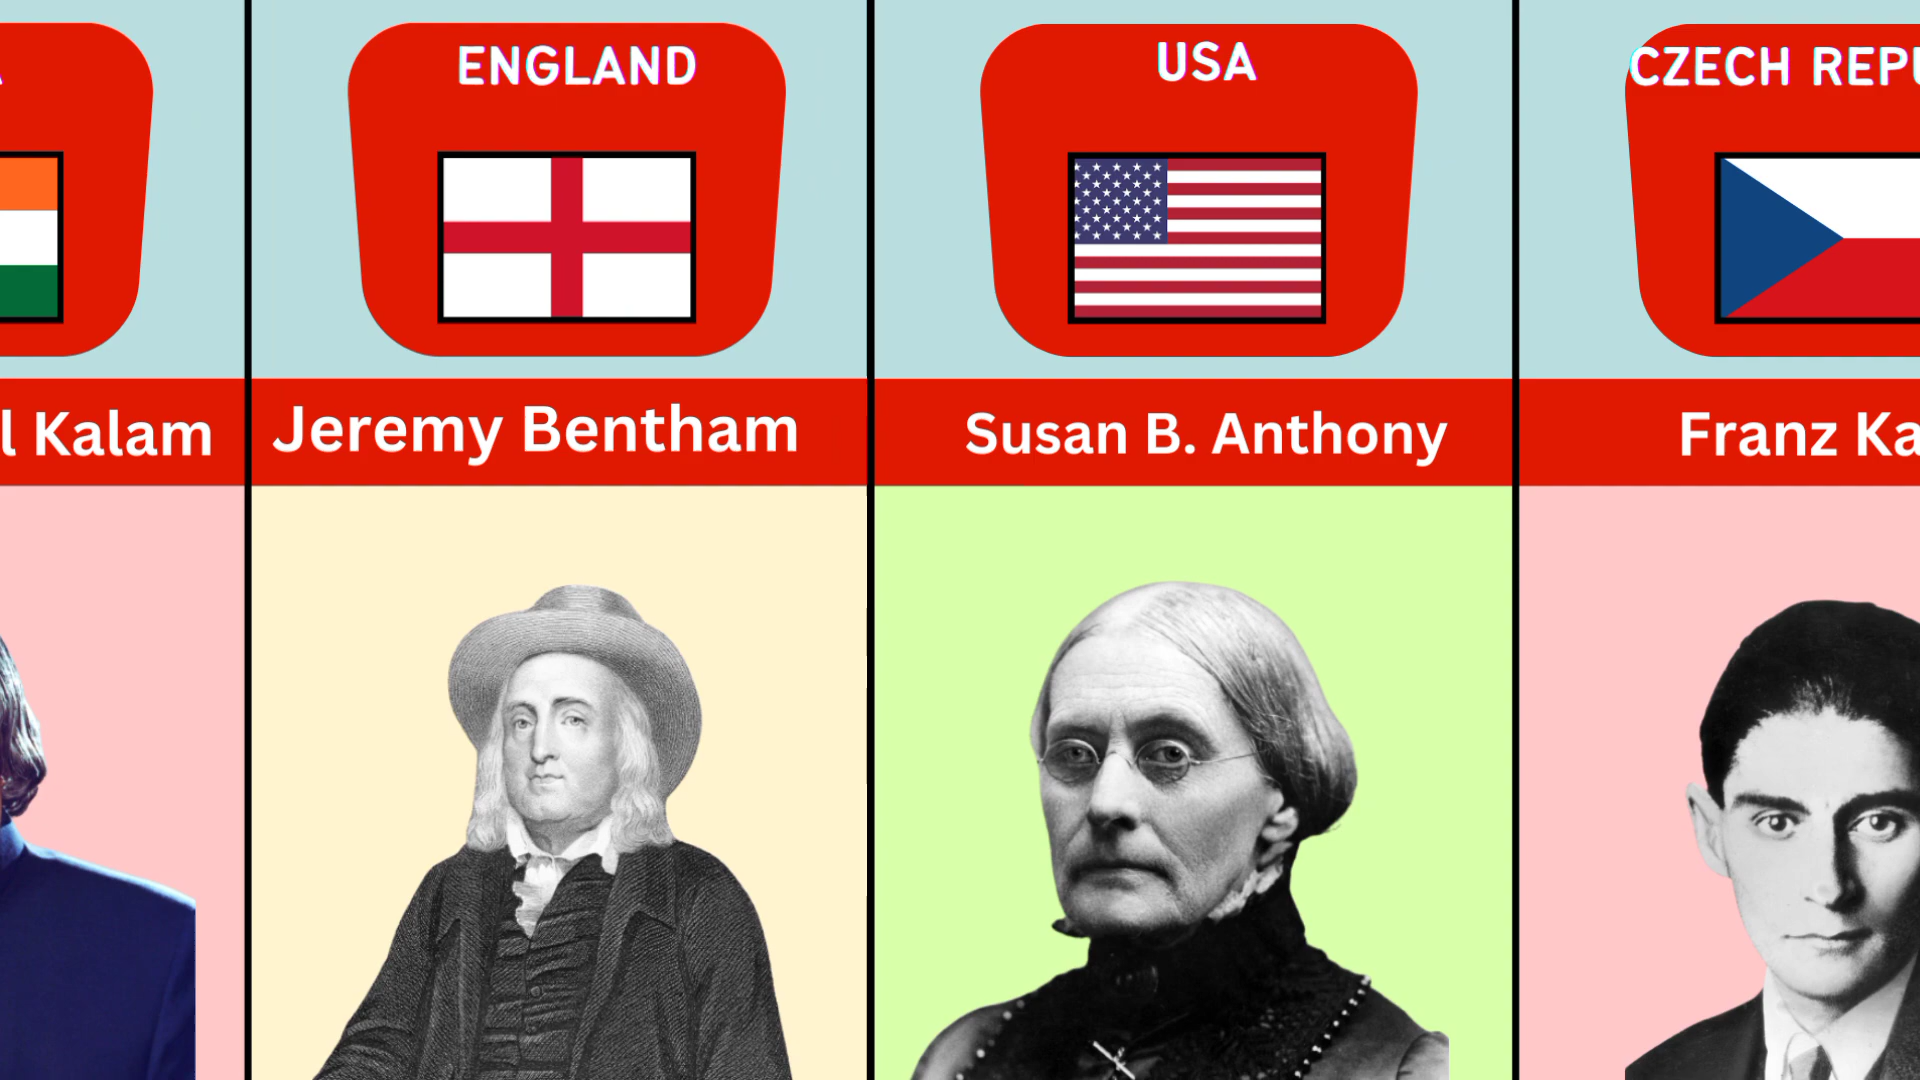 ENGLAND
USA
CZECH REPU
l Kalam
Jeremy Bentham
Susan B. Anthony
Franz Ka